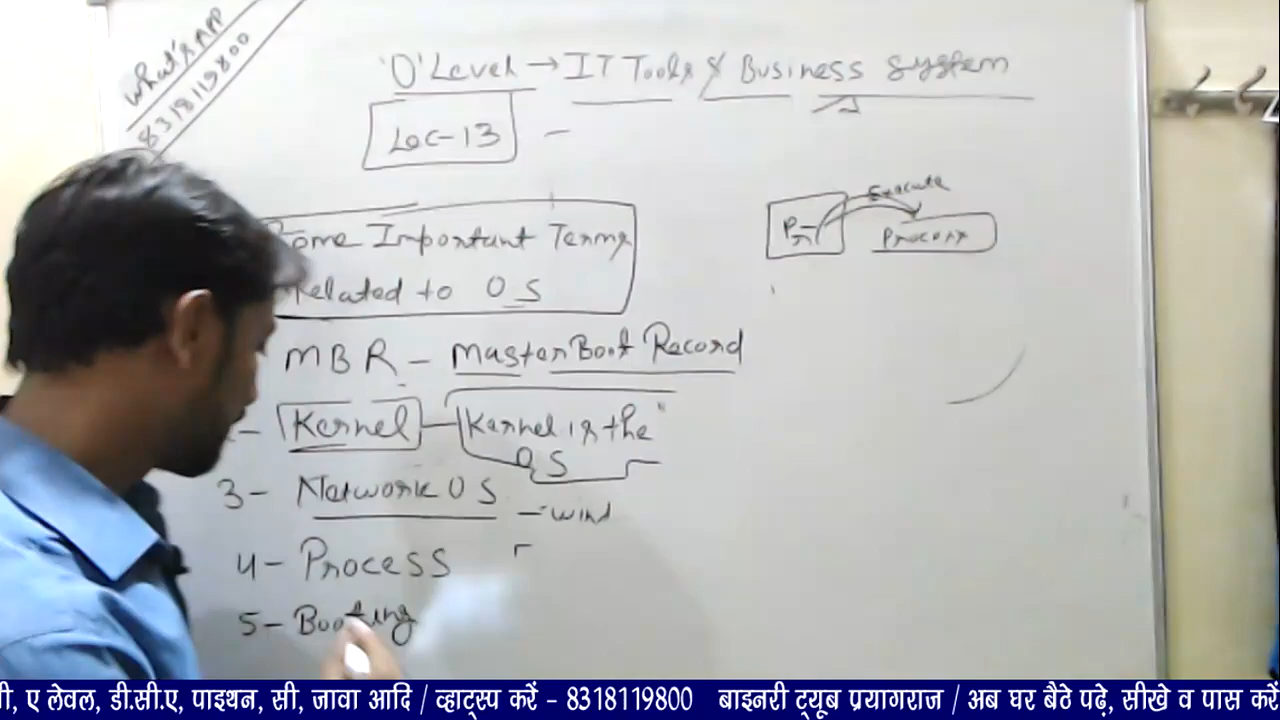 What's APP
8318119800
'O' Level → IT Tools & Business System
Lec-13 -
Some Important Terms
Related to OS
Execute
Pr
Process
MBR - Master Boot Record
Kernel - Kernel is the "
OS
3- Network OS
- wind
4- Process
5- Booting
पी, ए लेवल, डी.सी.ए, पाइथन, सी, जावा आदि / व्हाट्स्प करें - 8318119800 बाइनरी ट्यूब प्रयागराज / अब घर बैठे पढ़े, सीखे व पास करें